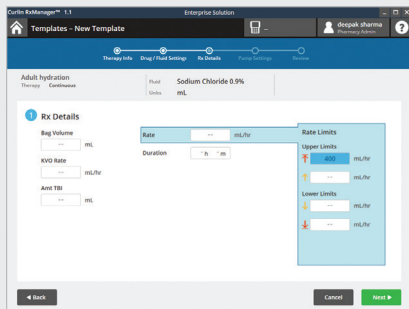 Curlin RxManager™ 1.1
Enterprise Solution
Templates – New Template
--
deepak sharma
Pharmacy Admin
?
Therapy Info
Drug / Fluid Settings
Rx Details
Pump Settings
Review
Adult hydration
Therapy Continuous
Fluid Sodium Chloride 0.9%
Units mL
1 Rx Details
Bag Volume
-- mL
KVO Rate
-- mL/hr
Amt TBI
-- mL
Rate -- mL/hr
Duration - h - m
Rate Limits
Upper Limits
400 mL/hr
-- mL/hr
Lower Limits
-- mL/hr
-- mL/hr
Back
Cancel
Next